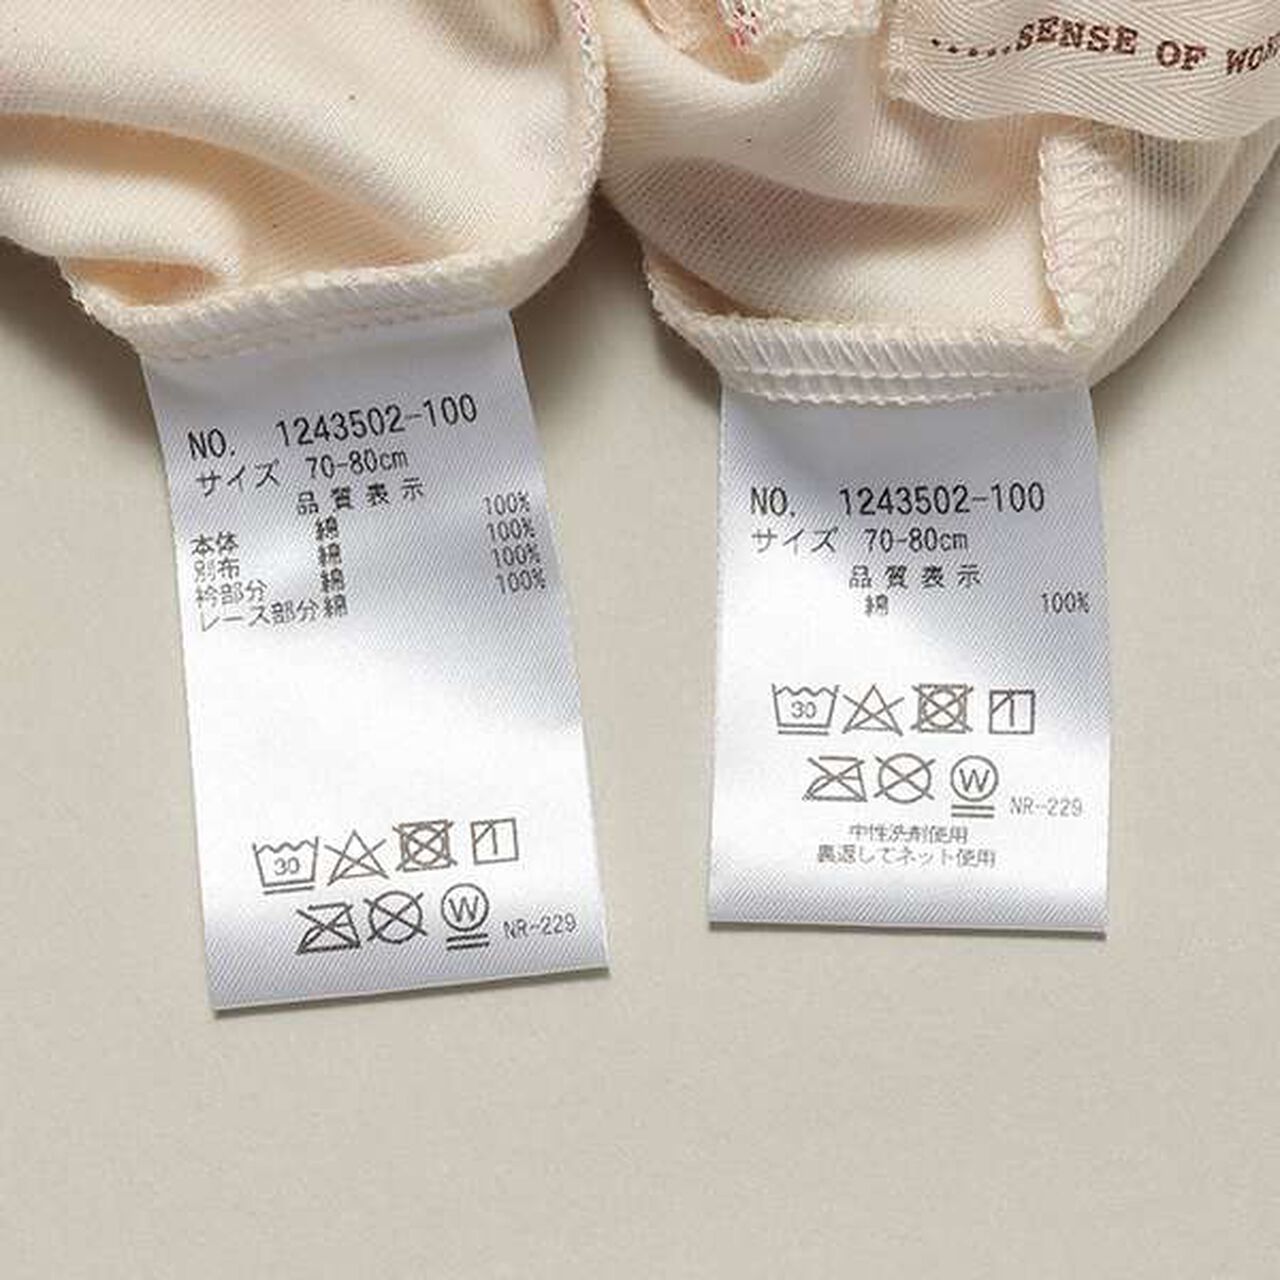 .....SENSE OF WO
NO. 1243502-100
サイズ 70-80cm
品質表示
本体 綿 100%
別布 綿 100%
衿部分 綿 100%
レース部分 綿 100%
30
W NR-229
NO. 1243502-100
サイズ 70-80cm
品質表示
綿 100%
30
W NR-229
中性洗剤使用
裏返してネット使用